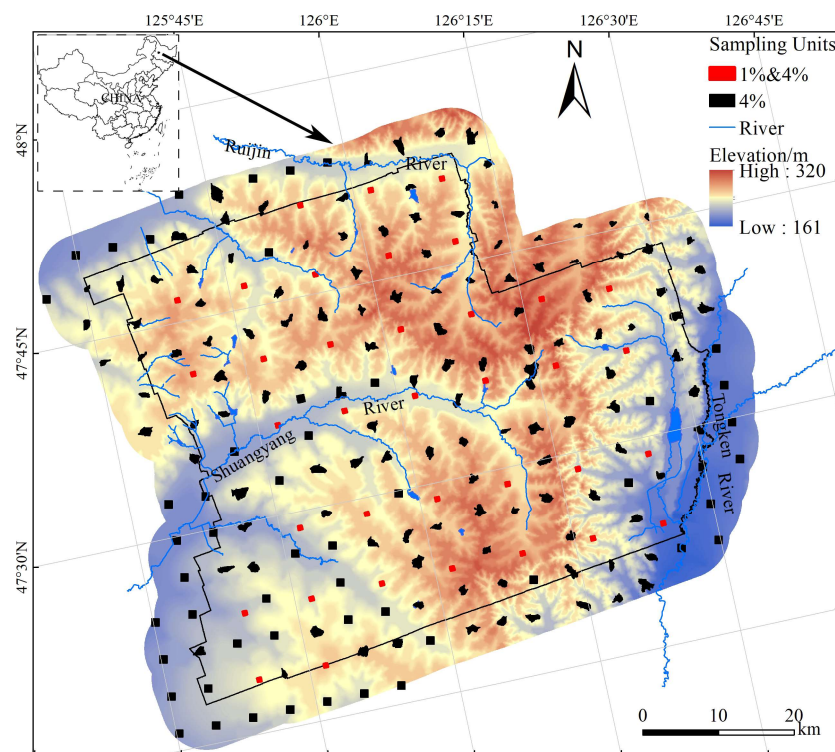 125°45'E 126°0'E 126°15'E 126°30'E 126°45'E
CHINA
N
Sampling Units
1%&4%
4%
River
Elevation/m
High : 320
Low : 161
48°N
47°45'N
47°30'N
Ruijin
River
Shuangyang
River
Tongken
River
0 10 20
km